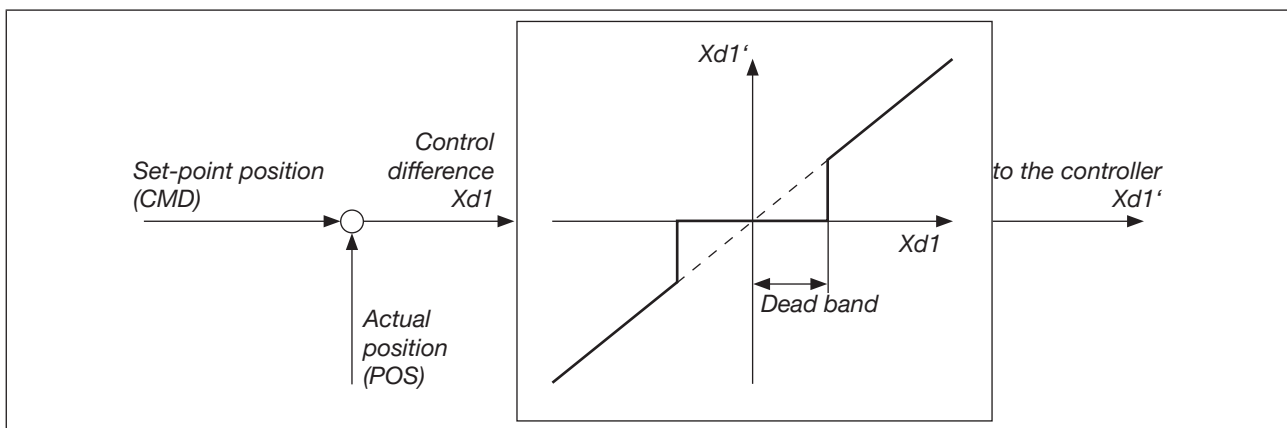 Set-point position
(CMD)
Control
difference
Xd1
Actual
position
(POS)
Xd1‘
Xd1
Dead band
to the controller
Xd1‘